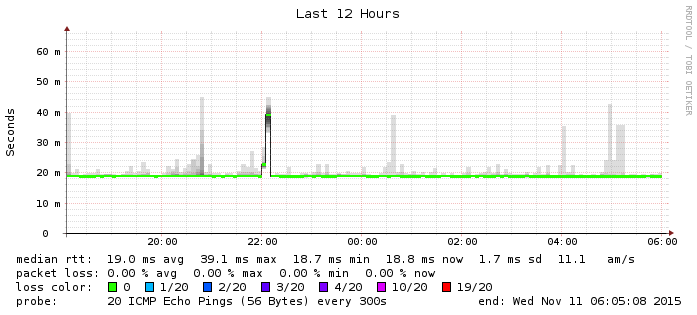 Last 12 Hours
RRDTOOL / TOBI OETIKER
Seconds
60 m
50 m
40 m
30 m
20 m
10 m
0
20:00 22:00 00:00 02:00 04:00 06:00
median rtt: 19.0 ms avg 39.1 ms max 18.7 ms min 18.8 ms now 1.7 ms sd 11.1 am/s
packet loss: 0.00 % avg 0.00 % max 0.00 % min 0.00 % now
loss color: 0 1/20 2/20 3/20 4/20 10/20 19/20
probe: 20 ICMP Echo Pings (56 Bytes) every 300s end: Wed Nov 11 06:05:08 2015